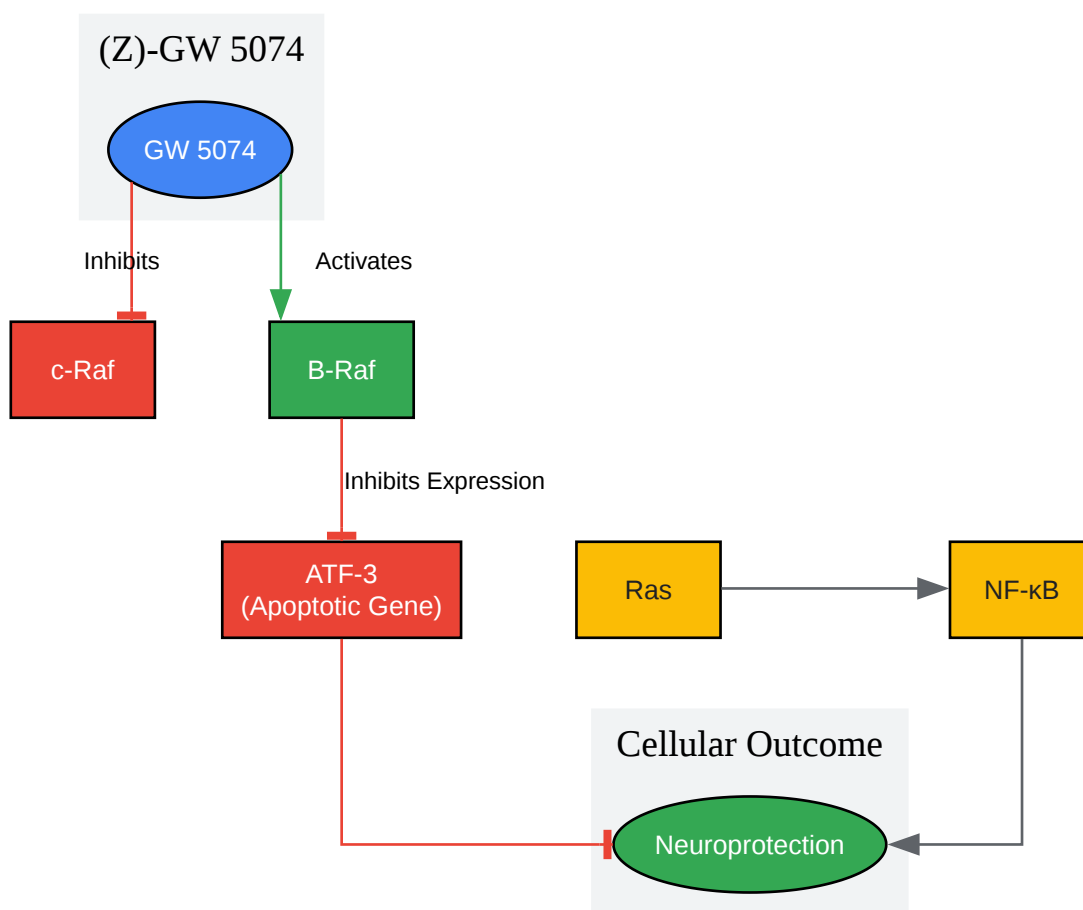 (Z)-GW 5074
GW 5074
Inhibits
Activates
c-Raf
B-Raf
Inhibits Expression
ATF-3
(Apoptotic Gene)
Ras
NF-κB
Cellular Outcome
Neuroprotection